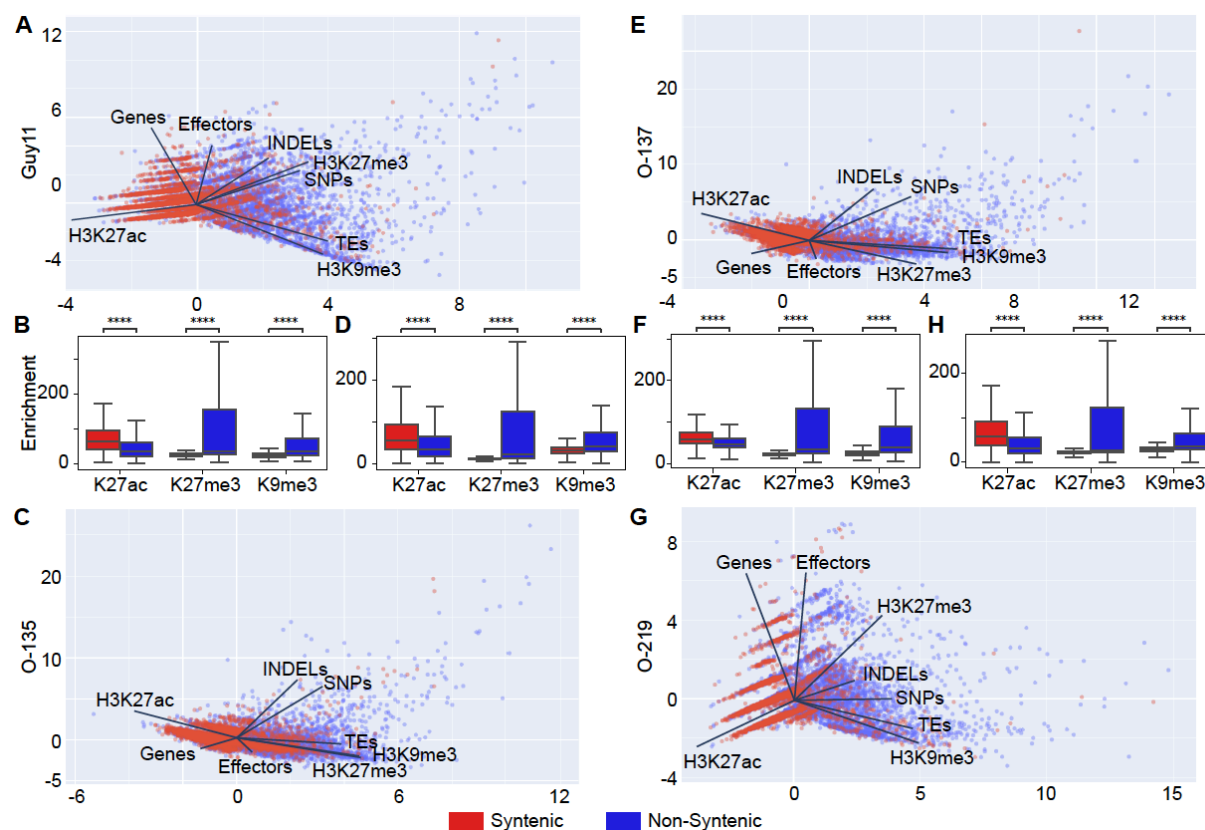 A
12
6
0
-4
Guy11
Genes
Effectors
INDELs
H3K27me3
SNPs
H3K27ac
TEs
H3K9me3
-4
0
4
8
E
20
10
0
-5
O-137
INDELs
SNPs
H3K27ac
TEs
H3K9me3
Genes
Effectors
H3K27me3
-4
0
4
8
12
B
**** **** ****
Enrichment
200
0
K27ac K27me3 K9me3
D
**** **** ****
200
0
K27ac K27me3 K9me3
F
**** **** ****
200
0
K27ac K27me3 K9me3
H
**** **** ****
200
0
K27ac K27me3 K9me3
C
20
10
0
-5
O-135
INDELs
SNPs
H3K27ac
TEs
H3K9me3
Genes
Effectors
H3K27me3
-6
0
6
12
G
8
4
0
-4
O-219
Genes
Effectors
H3K27me3
INDELs
SNPs
TEs
H3K27ac
H3K9me3
0
5
10
15
Syntenic Non-Syntenic